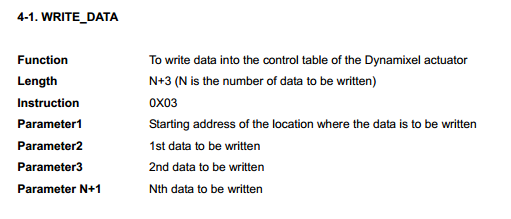 4-1. WRITE_DATA
Function To write data into the control table of the Dynamixel actuator
Length N+3 (N is the number of data to be written)
Instruction 0X03
Parameter1 Starting address of the location where the data is to be written
Parameter2 1st data to be written
Parameter3 2nd data to be written
Parameter N+1 Nth data to be written